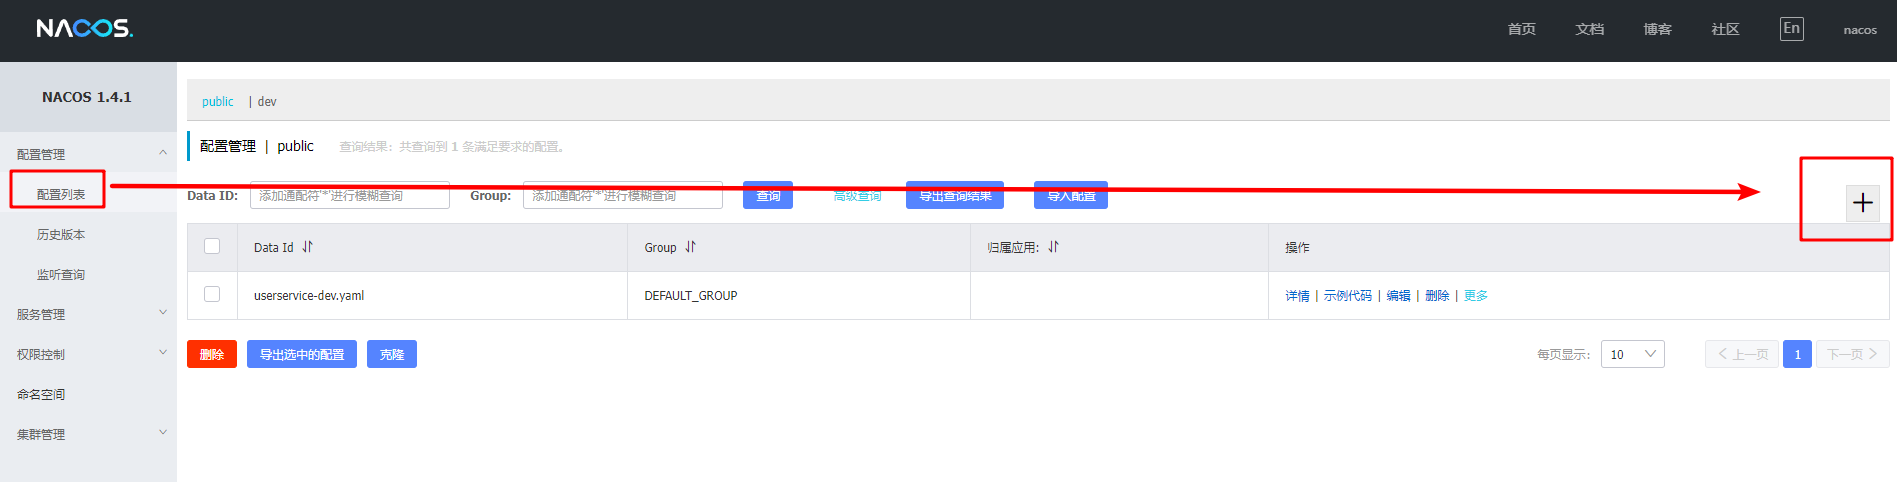 NACOS.
首页 文档 博客 社区 En nacos
NACOS 1.4.1
配置管理
配置列表
历史版本
监听查询
服务管理
权限控制
命名空间
集群管理
public | dev
配置管理 | public 查询结果：共查询到 1 条满足要求的配置。
Data ID: 添加通配符'*'进行模糊查询 Group: 添加通配符'*'进行模糊查询 查询 高级查询 导出查询结果 导入配置
Data Id Group 归属应用: 操作
userservice-dev.yaml DEFAULT_GROUP 详情 | 示例代码 | 编辑 | 删除 | 更多
删除 导出选中的配置 克隆 每页显示: 10 上一页 1 下一页